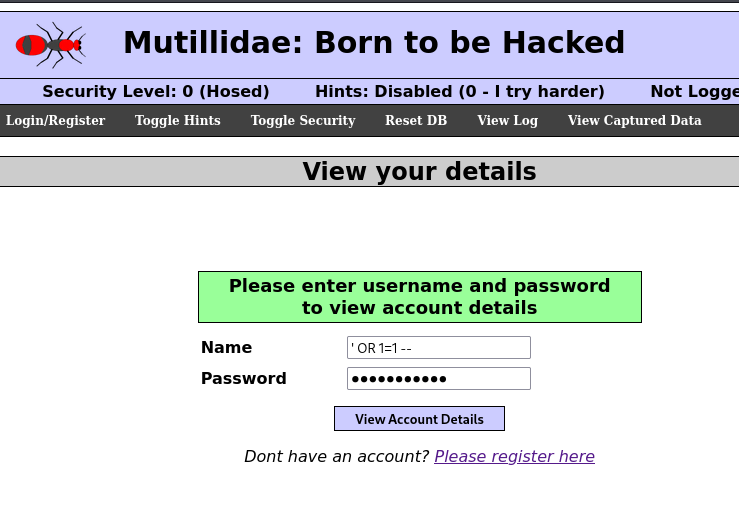 Mutillidae: Born to be Hacked
Security Level: 0 (Hosed) Hints: Disabled (0 - I try harder) Not Logge
Login/Register Toggle Hints Toggle Security Reset DB View Log View Captured Data
View your details
Please enter username and password
to view account details
Name ' OR 1=1 --
Password •••••••••••
View Account Details
Dont have an account? Please register here